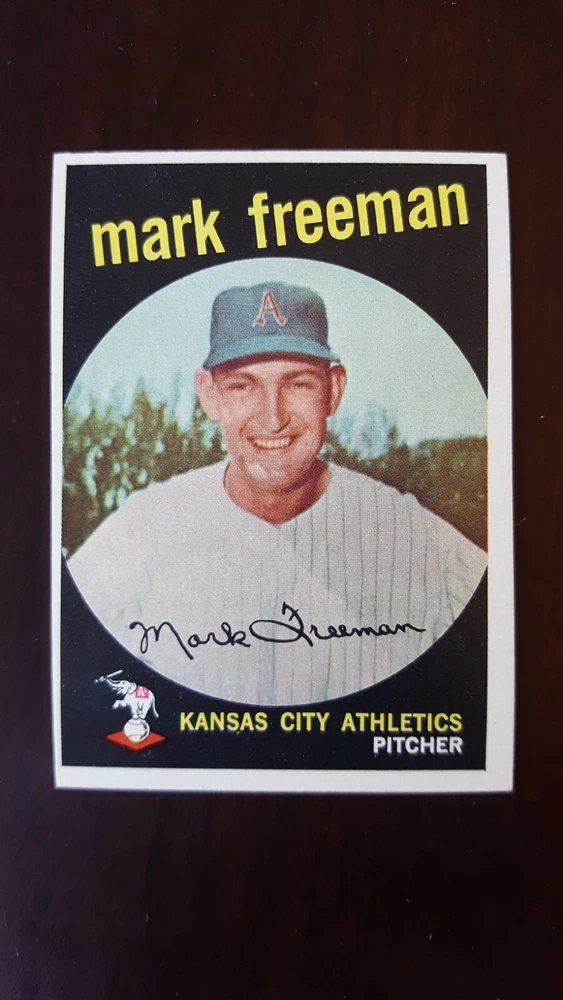 mark freeman
A
Mark Freeman
A
KANSAS CITY ATHLETICS
PITCHER